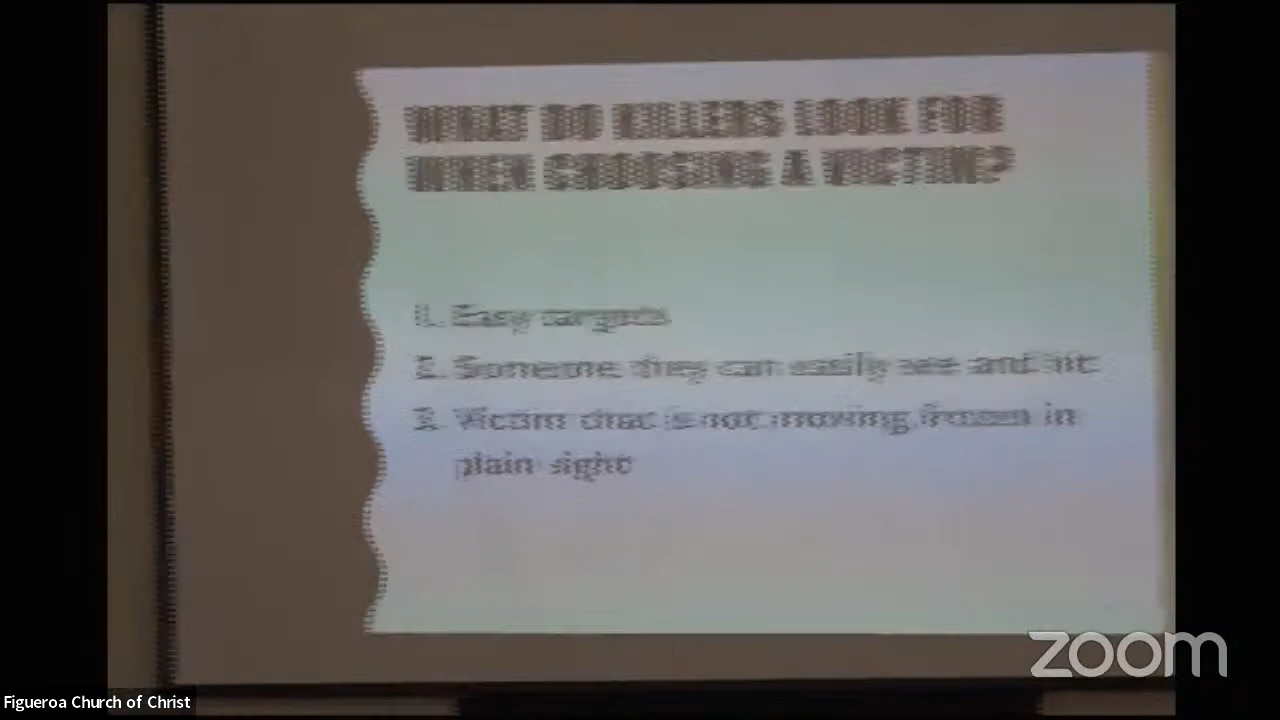 WHAT DO KILLERS LOOK FOR
WHEN CHOOSING A VICTIM?
1. Easy targets
2. Someone they can easily see and hit
3. Victim that is not moving, frozen in
plain sight
zoom
Figueroa Church of Christ